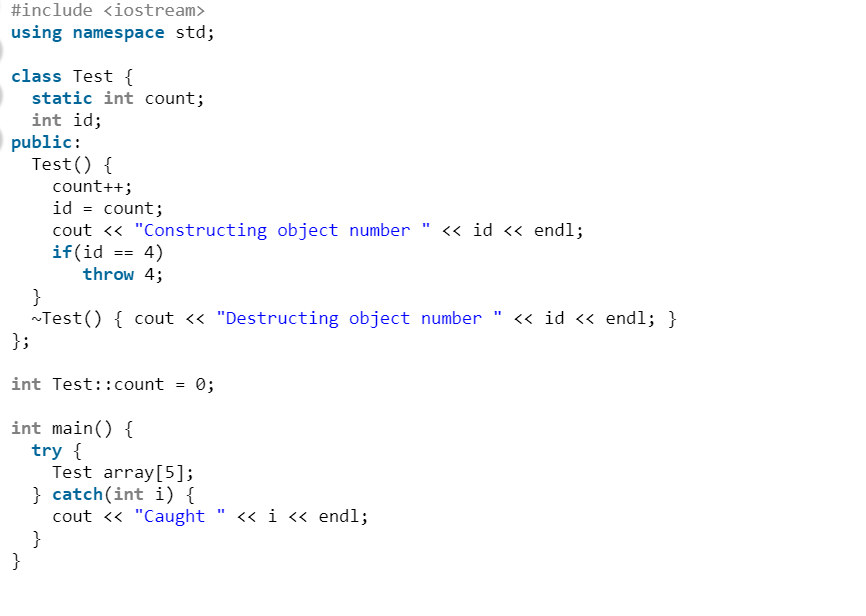 #include <iostream>
using namespace std;

class Test {
  static int count;
  int id;
public:
  Test() {
    count++;
    id = count;
    cout << "Constructing object number " << id << endl;
    if(id == 4)
       throw 4;
  }
  ~Test() { cout << "Destructing object number " << id << endl; }
};

int Test::count = 0;

int main() {
  try {
    Test array[5];
  } catch(int i) {
    cout << "Caught " << i << endl;
  }
}